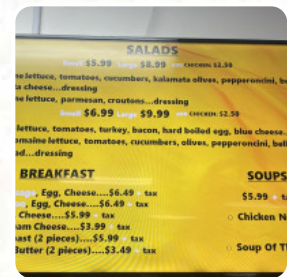 SALADS
Small $5.99 Large $8.99 ADD CHICKEN $2.50
lettuce, tomatoes, cucumbers, kalamata olives, pepperoncini,
cheese...dressing
lettuce, parmesan, croutons...dressing
Small $6.99 Large $9.99 ADD CHICKEN $2.50
lettuce, tomatoes, turkey, bacon, hard boiled egg, blue cheese
lettuce, tomatoes, cucumbers, olives, pepperoncini,
...dressing
BREAKFAST
SOUPS
Egg, Cheese....$6.49 + tax
$5.99 +
Egg, Cheese....$6.49 + tax
Cheese....$5.99 + tax
Chicken N
Cheese....$3.99 + tax
(2 pieces)....$5.99 + tax
Soup Of T
Butter (2 pieces)....$3.49 + tax